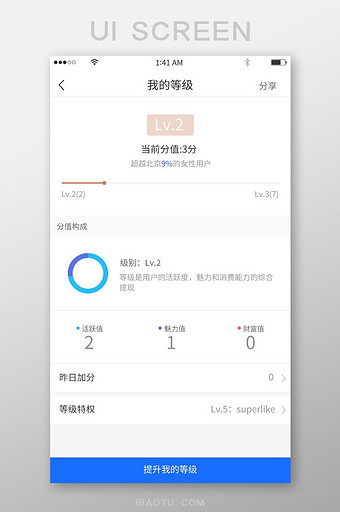 UI SCREEN
1:41 AM
我的等级
分享
Lv.2
当前分值:3分
超越北京9%的女性用户
Lv.2(2)
Lv.3(7)
分值构成
级别：Lv.2
等级是用户的活跃度，魅力和消费能力的综合
提现
活跃值
魅力值
财富值
2
1
0
昨日加分
0
等级特权
Lv.5：superlike
提升我的等级
IBAOTU.COM